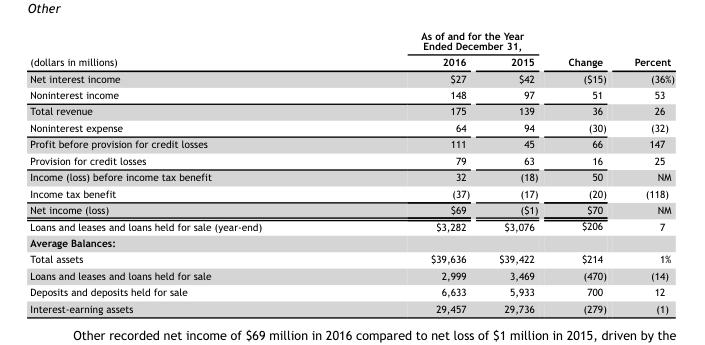 Other
As of and for the Year
Ended December 31,
(dollars in millions) 2016 2015 Change Percent
Net interest income $27 $42 ($15) (36%)
Noninterest income 148 97 51 53
Total revenue 175 139 36 26
Noninterest expense 64 94 (30) (32)
Profit before provision for credit losses 111 45 66 147
Provision for credit losses 79 63 16 25
Income (loss) before income tax benefit 32 (18) 50 NM
Income tax benefit (37) (17) (20) (118)
Net income (loss) $69 ($1) $70 NM
Loans and leases and loans held for sale (year-end) $3,282 $3,076 $206 7
Average Balances:
Total assets $39,636 $39,422 $214 1%
Loans and leases and loans held for sale 2,999 3,469 (470) (14)
Deposits and deposits held for sale 6,633 5,933 700 12
Interest-earning assets 29,457 29,736 (279) (1)
Other recorded net income of $69 million in 2016 compared to net loss of $1 million in 2015, driven by the